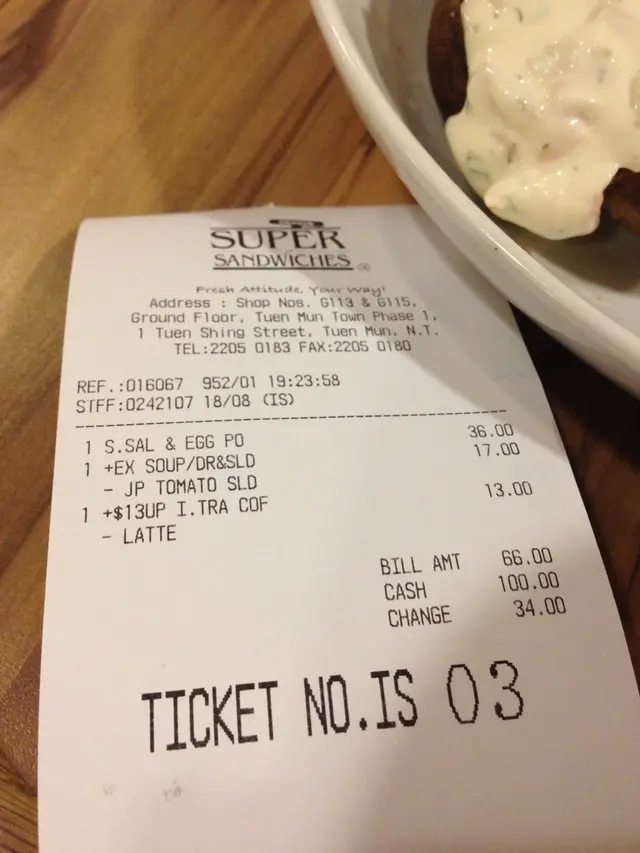 SUPER
SANDWICHES ®
Fresh Attitude, Your Way!
Address : Shop Nos. G113 & G115,
Ground Floor, Tuen Mun Town Phase 1,
1 Tuen Shing Street, Tuen Mun, N.T.
TEL:2205 0183 FAX:2205 0180
REF.:016067 952/01 19:23:58
STFF:0242107 18/08 (IS)
1 S.SAL & EGG PO 36.00
1 +EX SOUP/DR&SLD 17.00
- JP TOMATO SLD
1 +$13UP I.TRA COF 13.00
- LATTE
BILL AMT 66.00
CASH 100.00
CHANGE 34.00
TICKET NO.IS 03